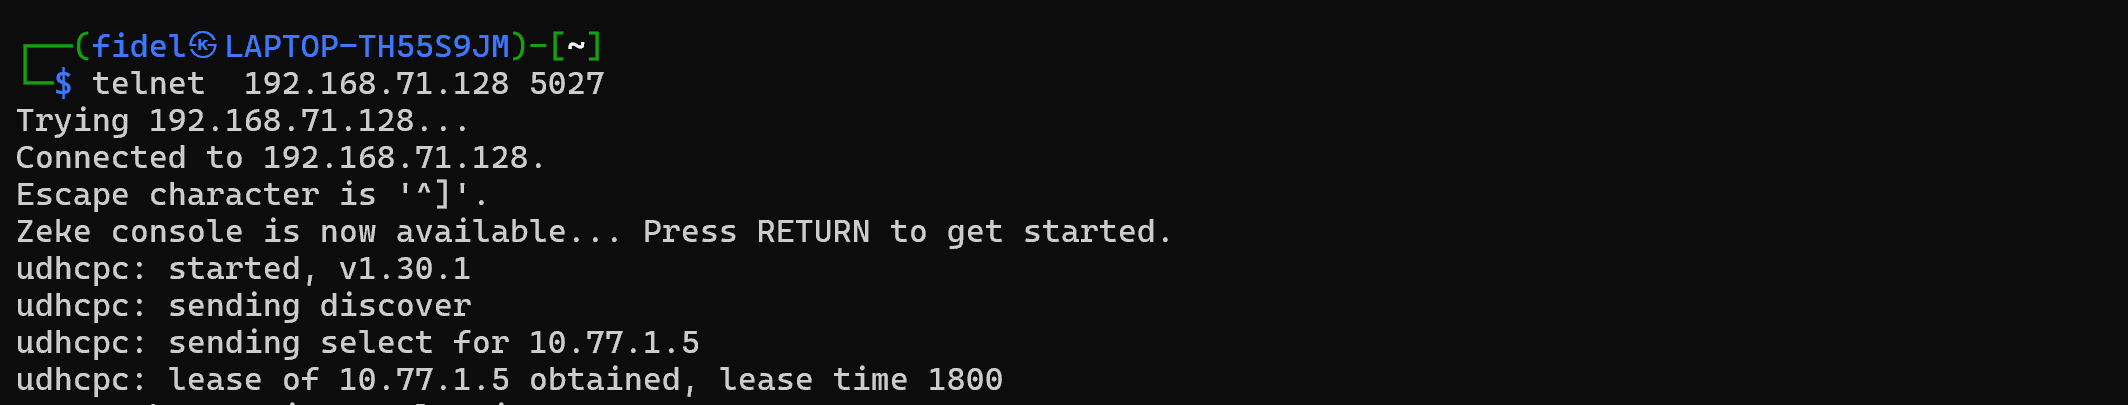 ┌──(fidel㉿LAPTOP-TH55S9JM)-[~]
└─$ telnet  192.168.71.128 5027
Trying 192.168.71.128...
Connected to 192.168.71.128.
Escape character is '^]'.
Zeke console is now available... Press RETURN to get started.
udhcpc: started, v1.30.1
udhcpc: sending discover
udhcpc: sending select for 10.77.1.5
udhcpc: lease of 10.77.1.5 obtained, lease time 1800